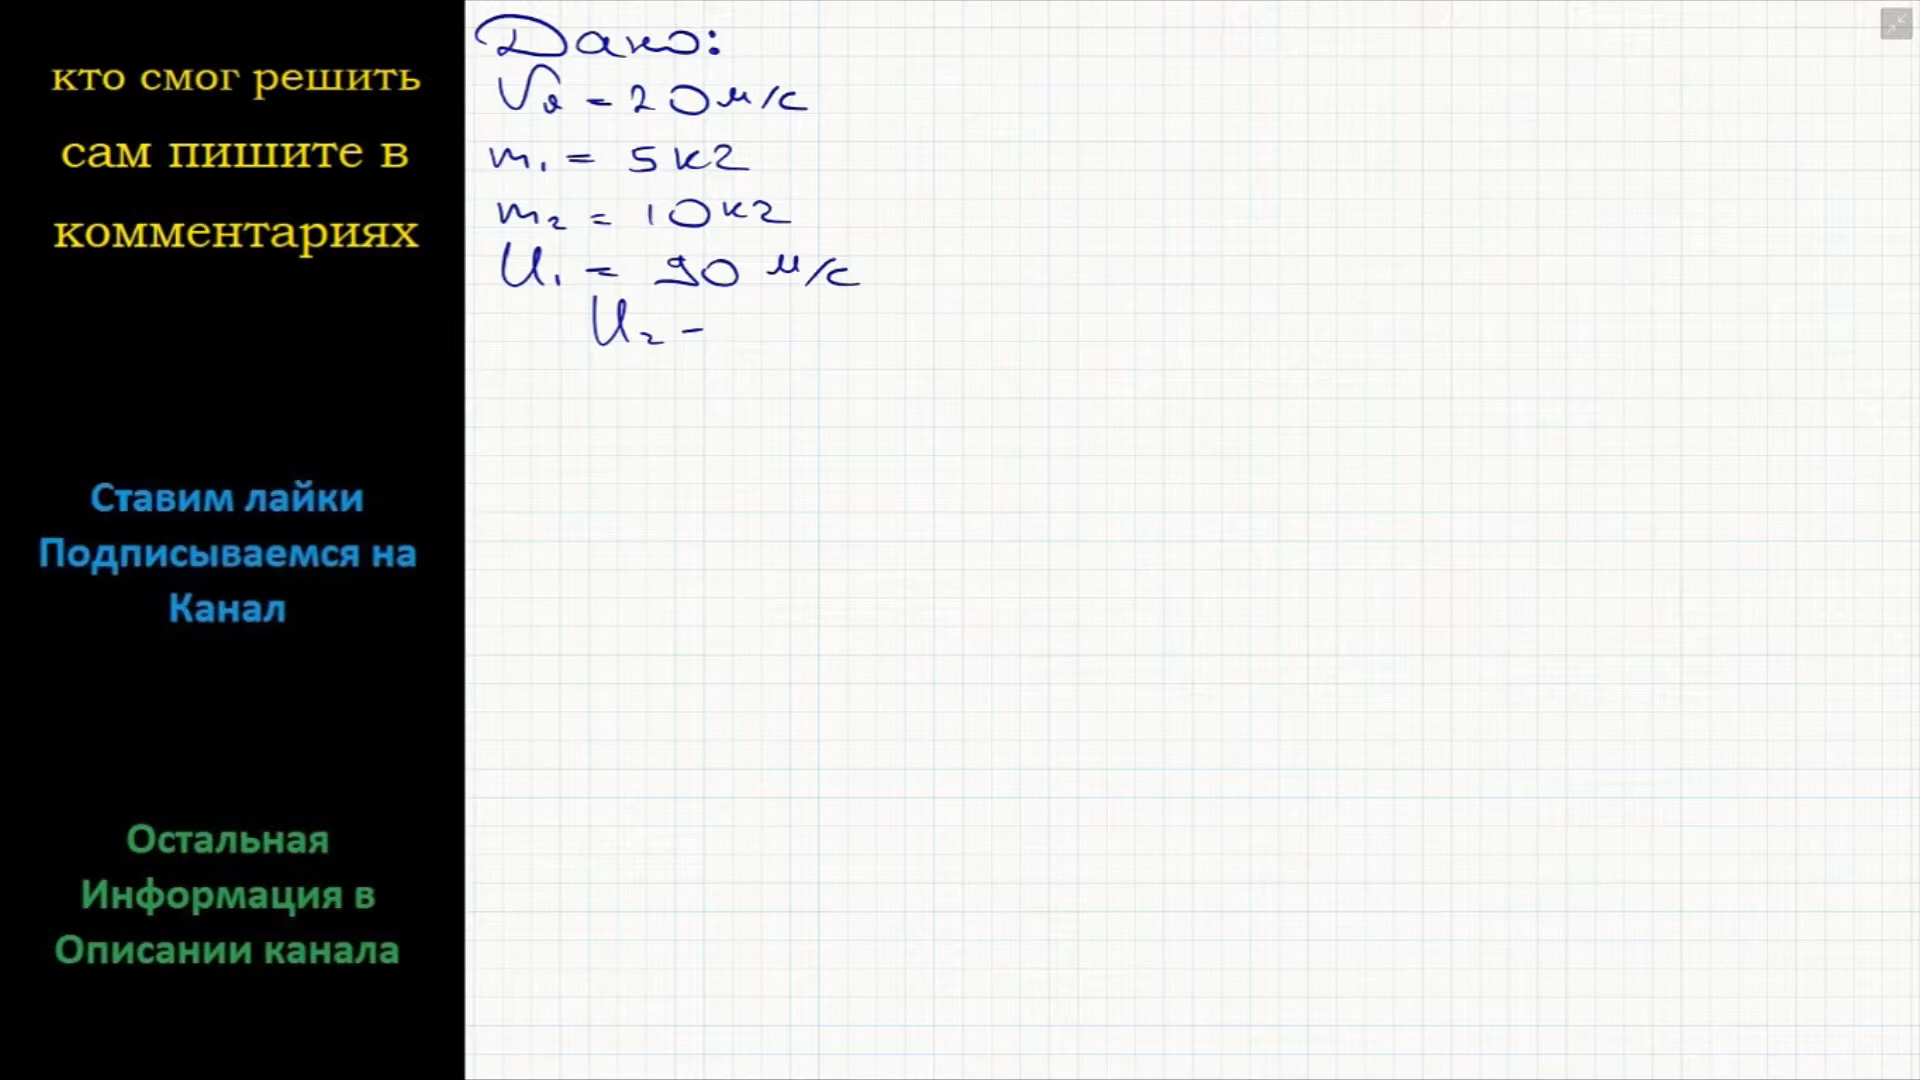 кто смог решить
сам пишите в
комментариях
Ставим лайки
Подписываемся на
Канал
Остальная
Информация в
Описании канала
Дано:
V₀ = 20 м/с
m₁ = 5 кг
m₂ = 10 кг
U₁ = 90 м/с
U₂ -